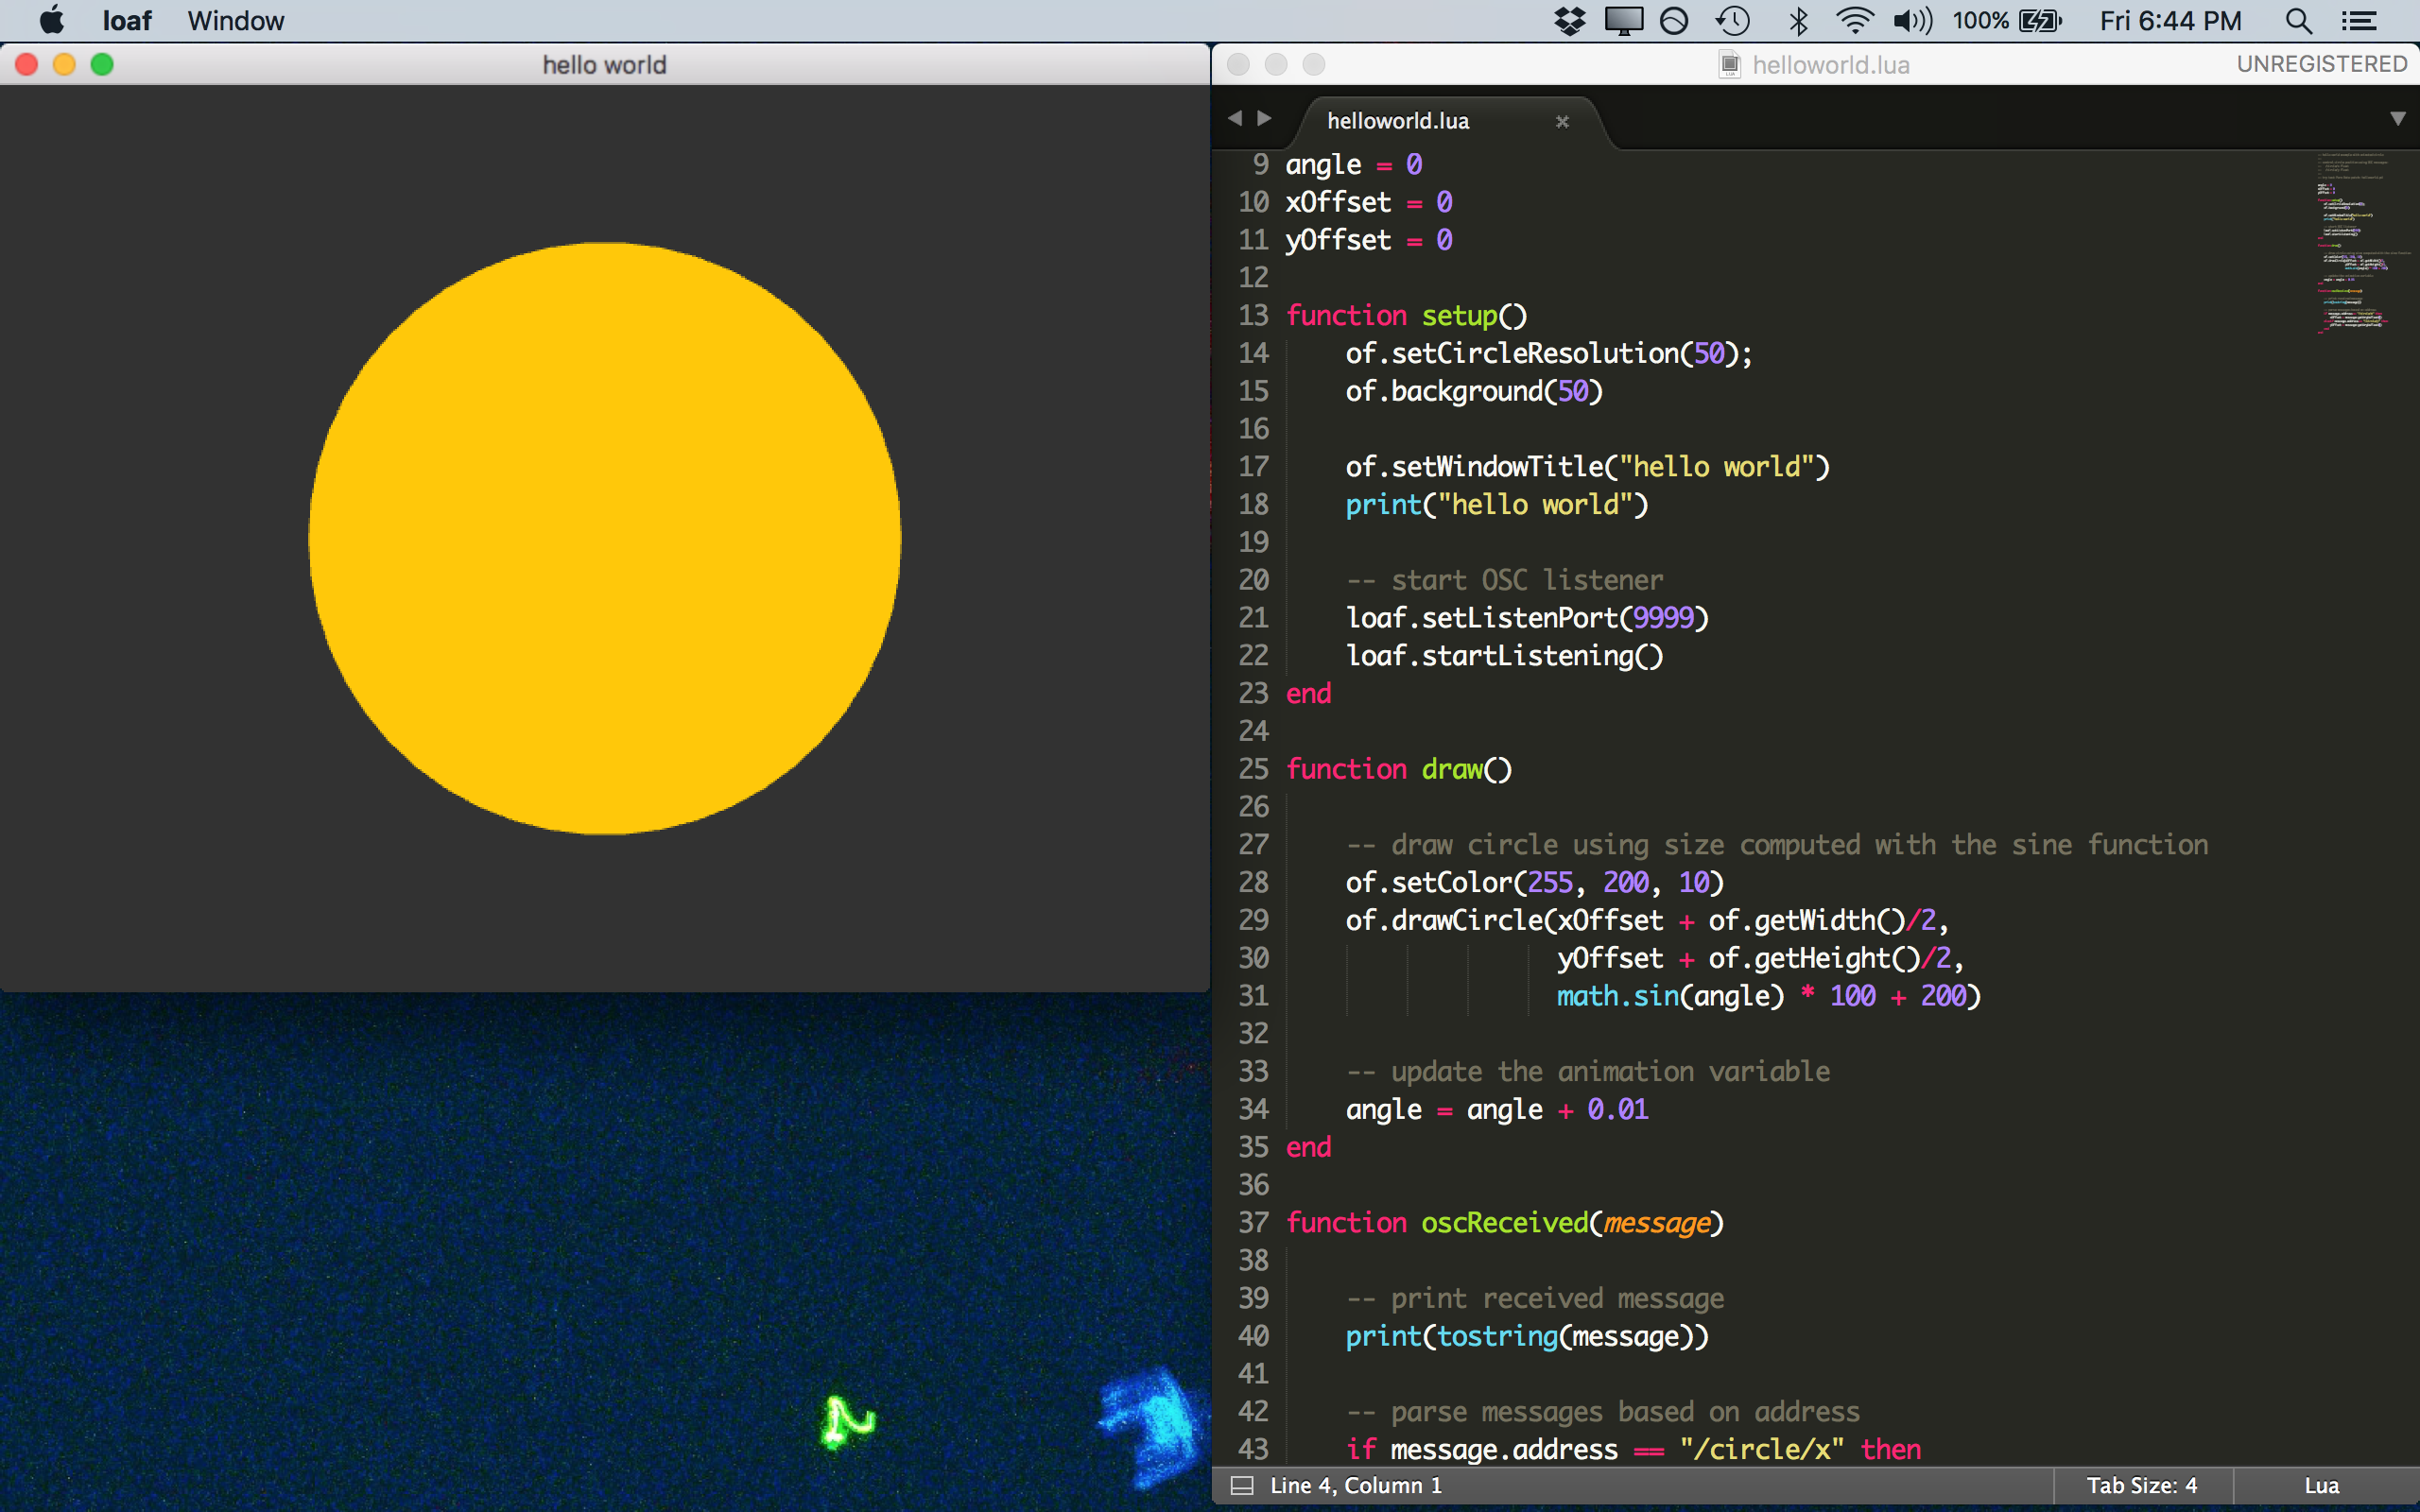 loaf Window 100% Fri 6:44 PM
hello world
helloworld.lua UNREGISTERED
helloworld.lua
9 angle = 0
10 xOffset = 0
11 yOffset = 0
12
13 function setup()
14 of.setCircleResolution(50);
15 of.background(50)
16
17 of.setWindowTitle("hello world")
18 print("hello world")
19
20 -- start OSC listener
21 loaf.setListenPort(9999)
22 loaf.startListening()
23 end
24
25 function draw()
26
27 -- draw circle using size computed with the sine function
28 of.setColor(255, 200, 10)
29 of.drawCircle(xOffset + of.getWidth()/2,
30 yOffset + of.getHeight()/2,
31 math.sin(angle) * 100 + 200)
32
33 -- update the animation variable
34 angle = angle + 0.01
35 end
36
37 function oscReceived(message)
38
39 -- print received message
40 print(tostring(message))
41
42 -- parse messages based on address
43 if message.address == "/circle/x" then
Line 4, Column 1 Tab Size: 4 Lua